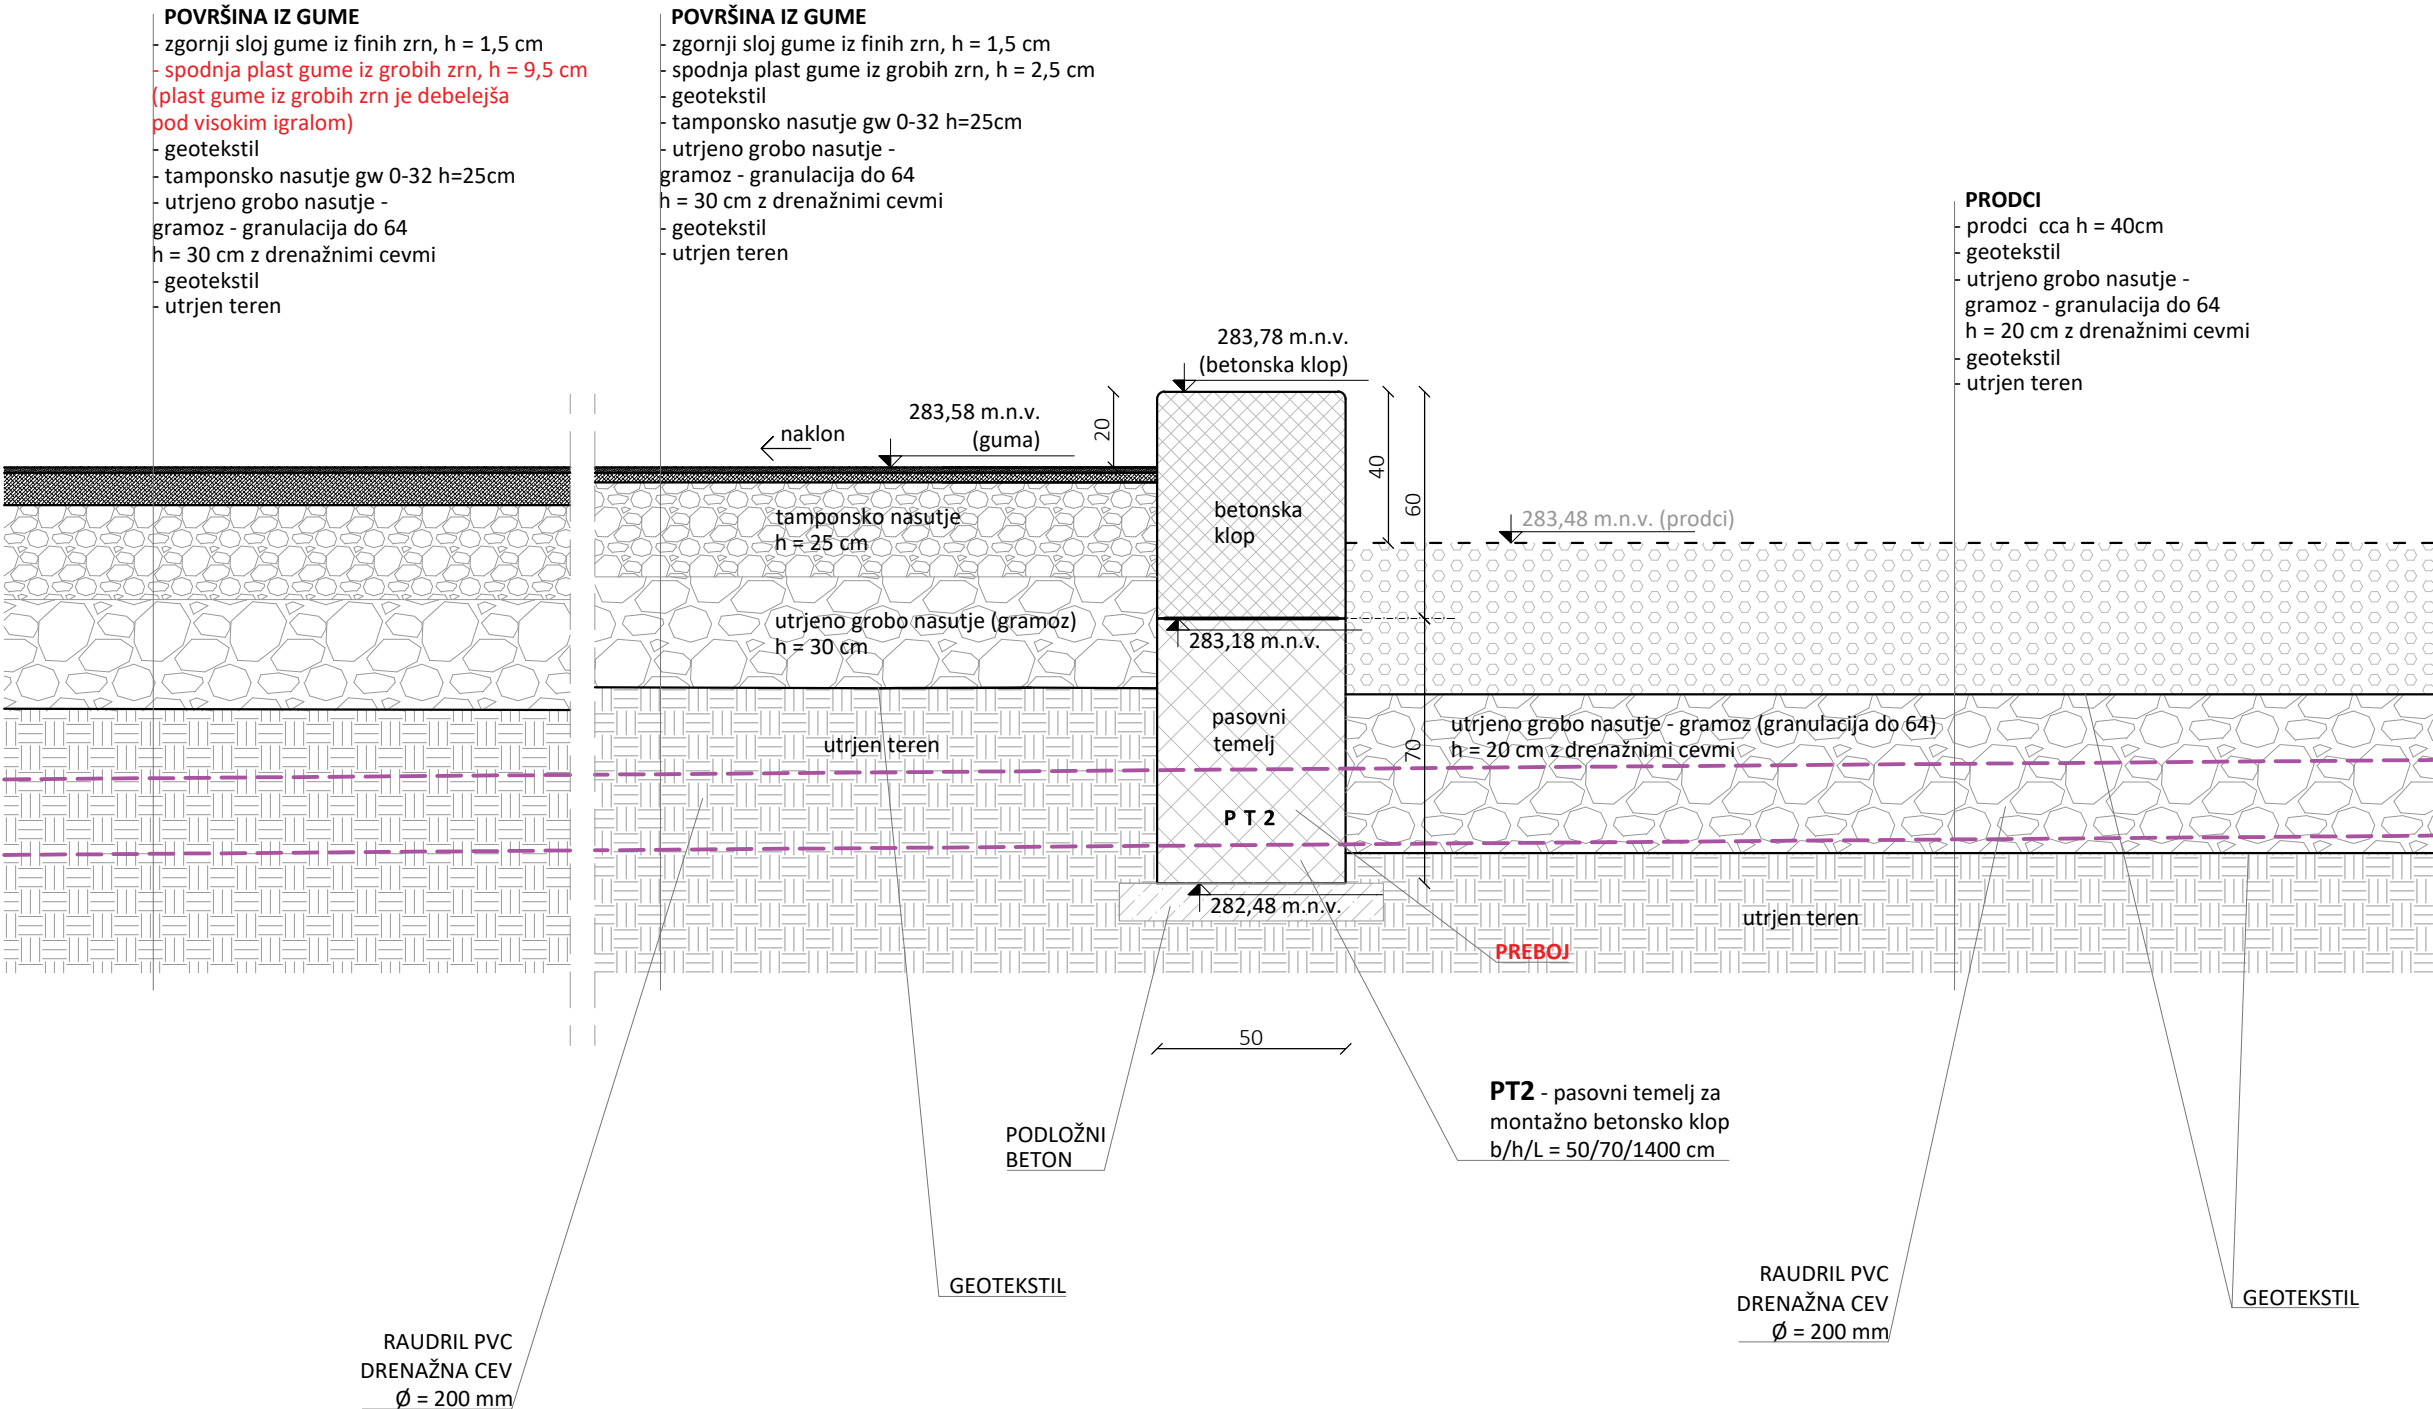 POVRŠINA IZ GUME
- zgornji sloj gume iz finih zrn, h = 1,5 cm
- spodnja plast gume iz grobih zrn, h = 9,5 cm
(plast gume iz grobih zrn je debelejša
pod visokim igralom)
- geotekstil
- tamponsko nasutje gw 0-32 h=25cm
- utrjeno grobo nasutje -
gramoz - granulacija do 64
h = 30 cm z drenažnimi cevmi
- geotekstil
- utrjen teren
POVRŠINA IZ GUME
- zgornji sloj gume iz finih zrn, h = 1,5 cm
- spodnja plast gume iz grobih zrn, h = 2,5 cm
- geotekstil
- tamponsko nasutje gw 0-32 h=25cm
- utrjeno grobo nasutje -
gramoz - granulacija do 64
h = 30 cm z drenažnimi cevmi
- geotekstil
- utrjen teren
PRODCI
- prodci cca h = 40cm
- geotekstil
- utrjeno grobo nasutje -
gramoz - granulacija do 64
h = 20 cm z drenažnimi cevmi
- geotekstil
- utrjen teren
283,78 m.n.v.
(betonska klop)
283,58 m.n.v.
(guma)
naklon
20
40
60
283,48 m.n.v. (prodci)
tamponsko nasutje
h = 25 cm
betonska
klop
utrjeno grobo nasutje (gramoz)
h = 30 cm
283,18 m.n.v.
pasovni
temelj
utrjeno grobo nasutje - gramoz (granulacija do 64)
h = 20 cm z drenažnimi cevmi
70
utrjen teren
P T 2
282,48 m.n.v.
utrjen teren
PREBOJ
50
PT2 - pasovni temelj za
montažno betonsko klop
b/h/L = 50/70/1400 cm
PODLOŽNI
BETON
GEOTEKSTIL
RAUDRIL PVC
DRENAŽNA CEV
Ø = 200 mm
GEOTEKSTIL
RAUDRIL PVC
DRENAŽNA CEV
Ø = 200 mm